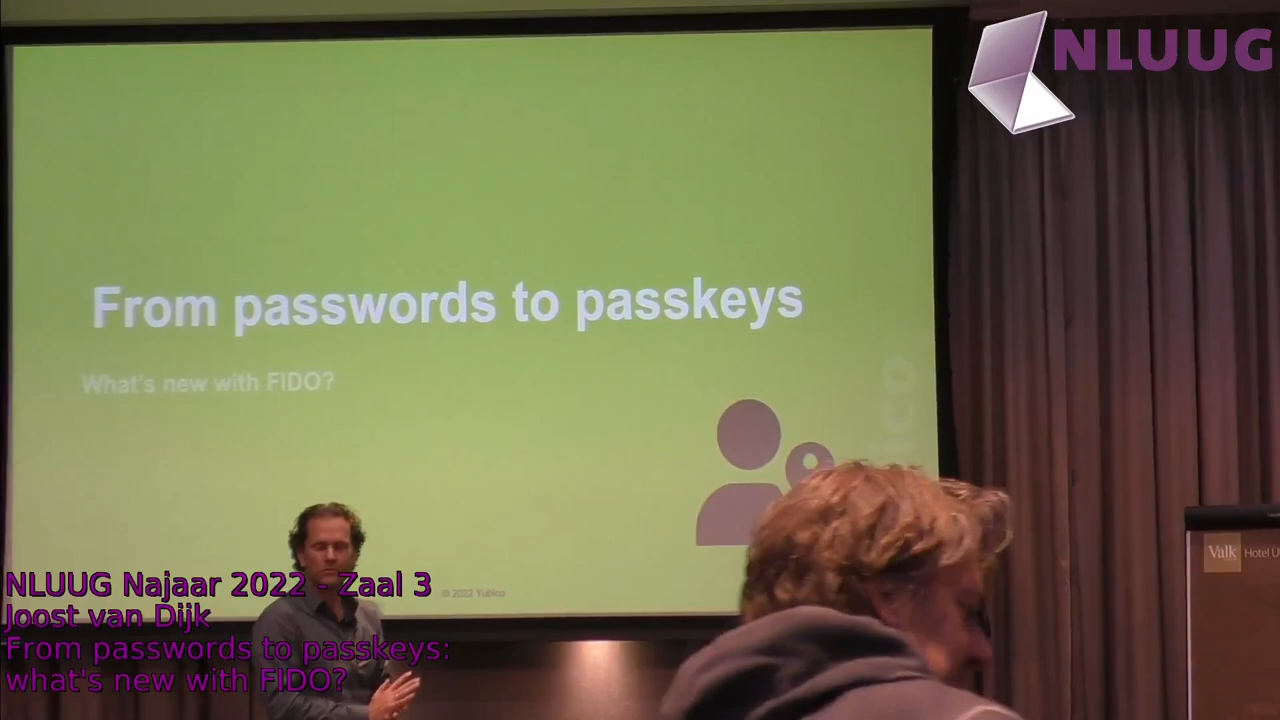 NLUUG
From passwords to passkeys
What's new with FIDO?
© 2022 Yubico
Valk Hotel
NLUUG Najaar 2022 - Zaal 3
Joost van Dijk
From passwords to passkeys:
what's new with FIDO?